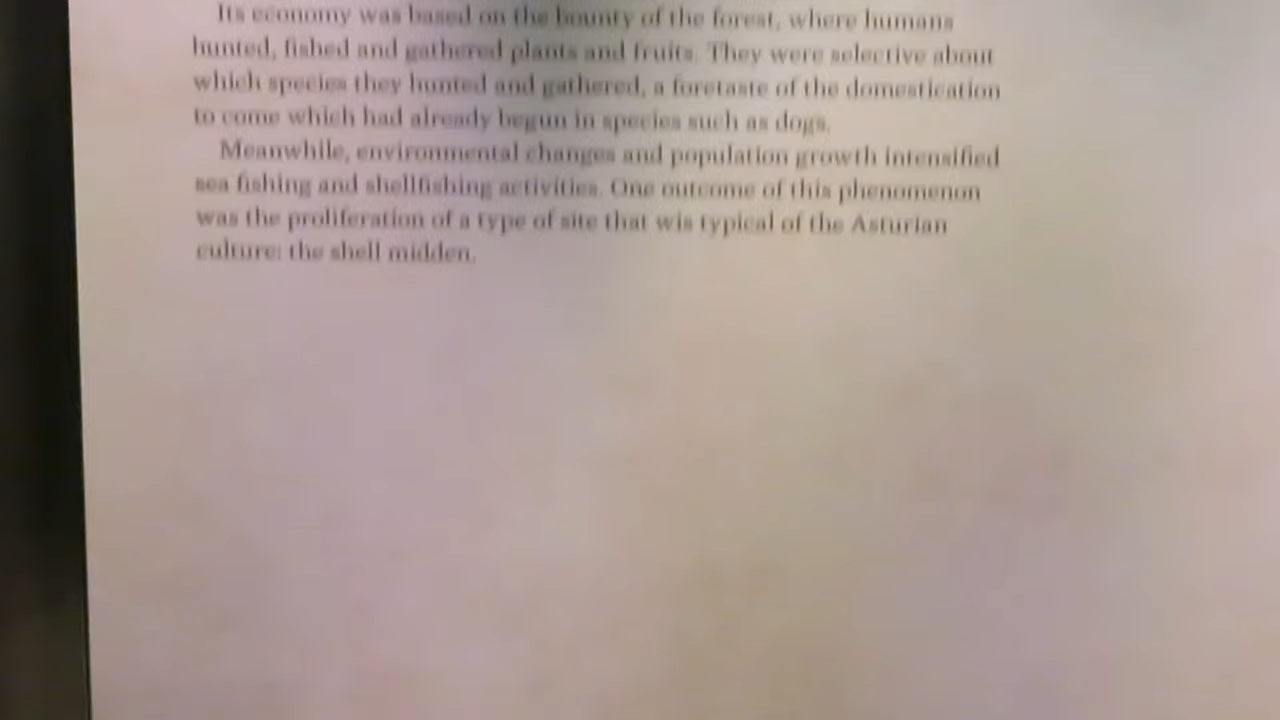 Its economy was based on the bounty of the forest, where humans
hunted, fished and gathered plants and fruits. They were selective about
which species they hunted and gathered, a foretaste of the domestication
to come which had already begun in species such as dogs.
Meanwhile, environmental changes and population growth intensified
sea fishing and shellfishing activities. One outcome of this phenomenon
was the proliferation of a type of site that wis typical of the Asturian
culture: the shell midden.